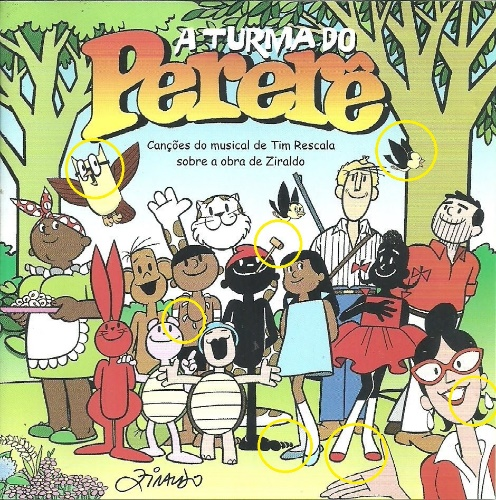 A TURMA DO
Pererê
Canções do musical de Tim Rescala
sobre a obra de Ziraldo
ZIRALDO